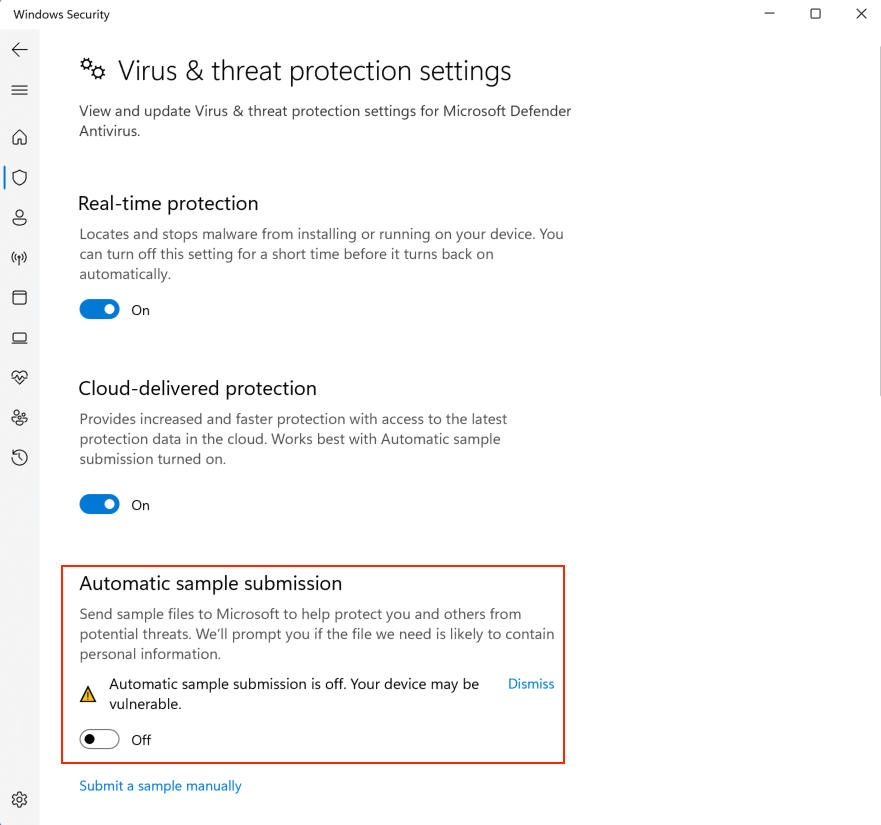 Windows Security
Virus & threat protection settings
View and update Virus & threat protection settings for Microsoft Defender
Antivirus.
Real-time protection
Locates and stops malware from installing or running on your device. You
can turn off this setting for a short time before it turns back on
automatically.
On
Cloud-delivered protection
Provides increased and faster protection with access to the latest
protection data in the cloud. Works best with Automatic sample
submission turned on.
On
Automatic sample submission
Send sample files to Microsoft to help protect you and others from
potential threats. We’ll prompt you if the file we need is likely to contain
personal information.
Automatic sample submission is off. Your device may be Dismiss
vulnerable.
Off
Submit a sample manually